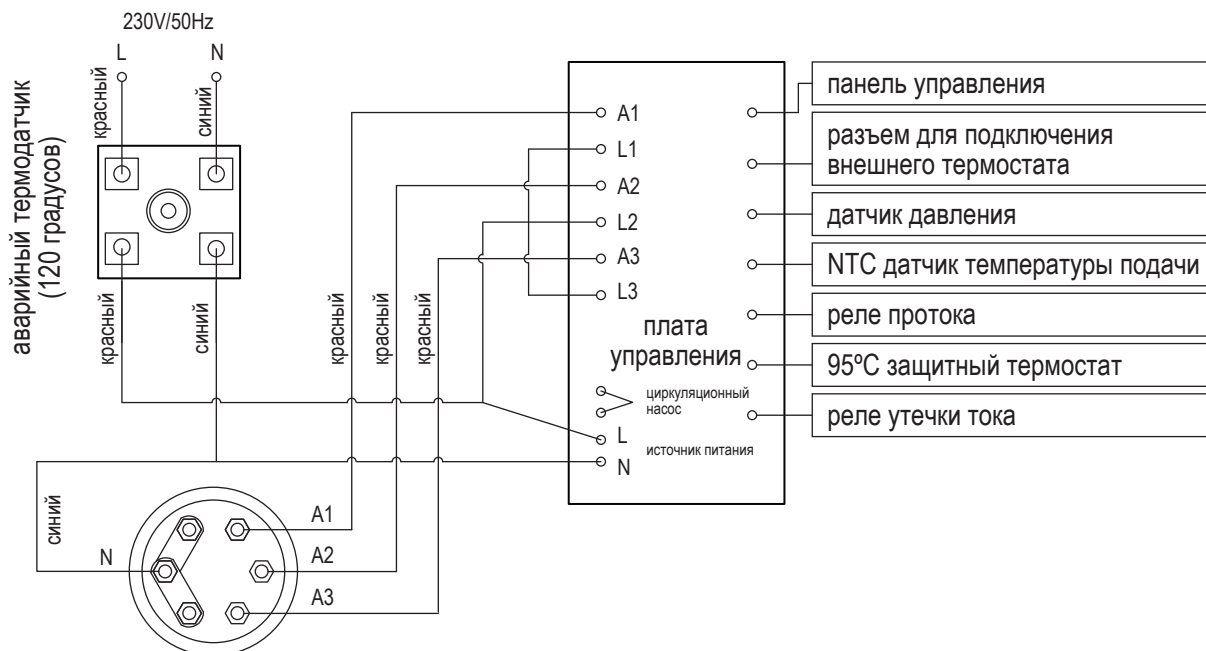 230V/50Hz
L
N
красный
синий
аварийный термодатчик
(120 градусов)
красный
синий
красный
красный
красный
A1
L1
A2
L2
A3
L3
плата
управления
циркуляционный
насос
L
источник питания
N
панель управления
разъем для подключения
внешнего термостата
датчик давления
NTC датчик температуры подачи
реле протока
95ºC защитный термостат
реле утечки тока
синий
N
A1
A2
A3